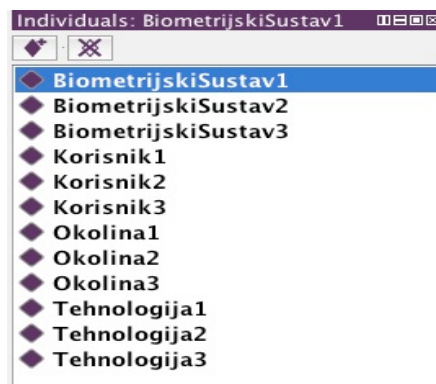 Individuals: BiometrijskiSustav1
BiometrijskiSustav1
BiometrijskiSustav2
BiometrijskiSustav3
Korisnik1
Korisnik2
Korisnik3
Okolina1
Okolina2
Okolina3
Tehnologija1
Tehnologija2
Tehnologija3